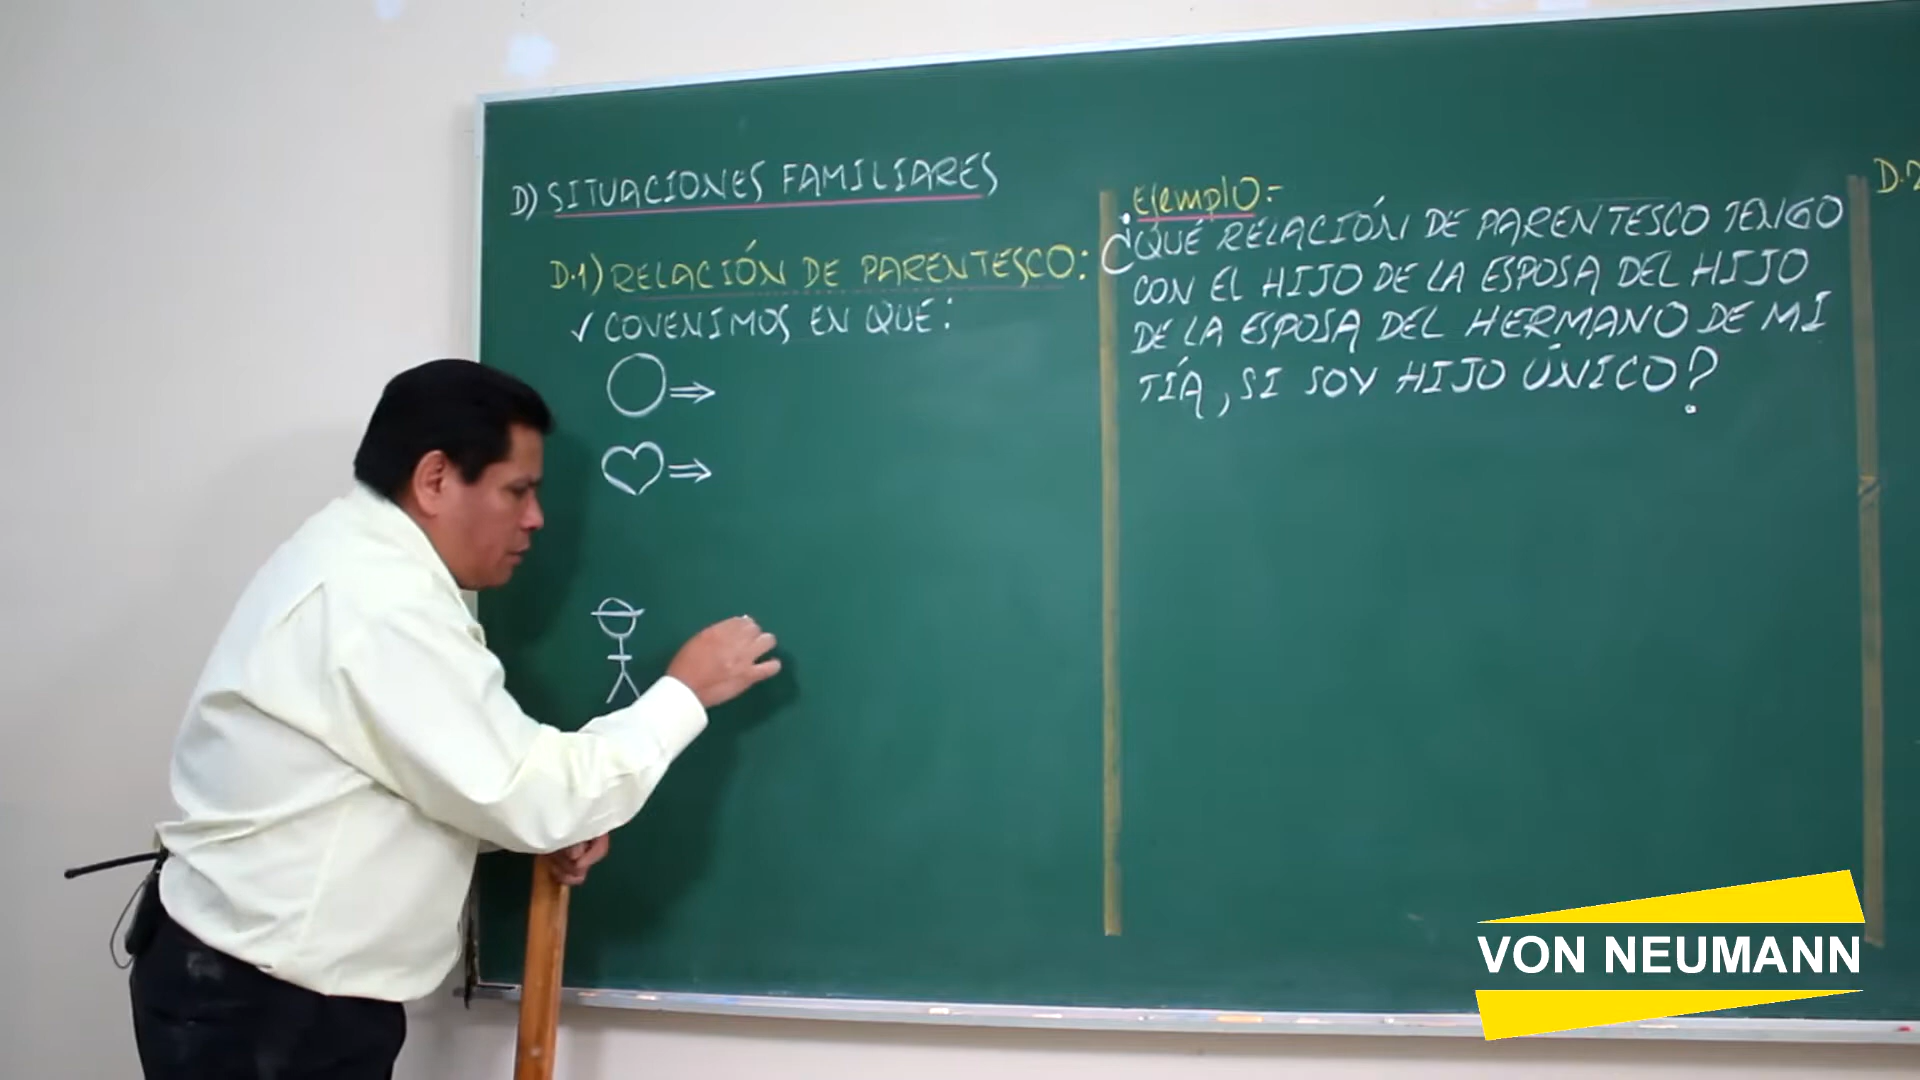 D) SITUACIONES FAMILIARES
D.1) RELACIÓN DE PARENTESCO:
✓ COVENIMOS EN QUE:
Ejemplo:-
¿QUÉ RELACIÓN DE PARENTESCO TENGO
CON EL HIJO DE LA ESPOSA DEL HIJO
DE LA ESPOSA DEL HERMANO DE MI
TÍA, SI SOY HIJO ÚNICO?
D.2
VON NEUMANN